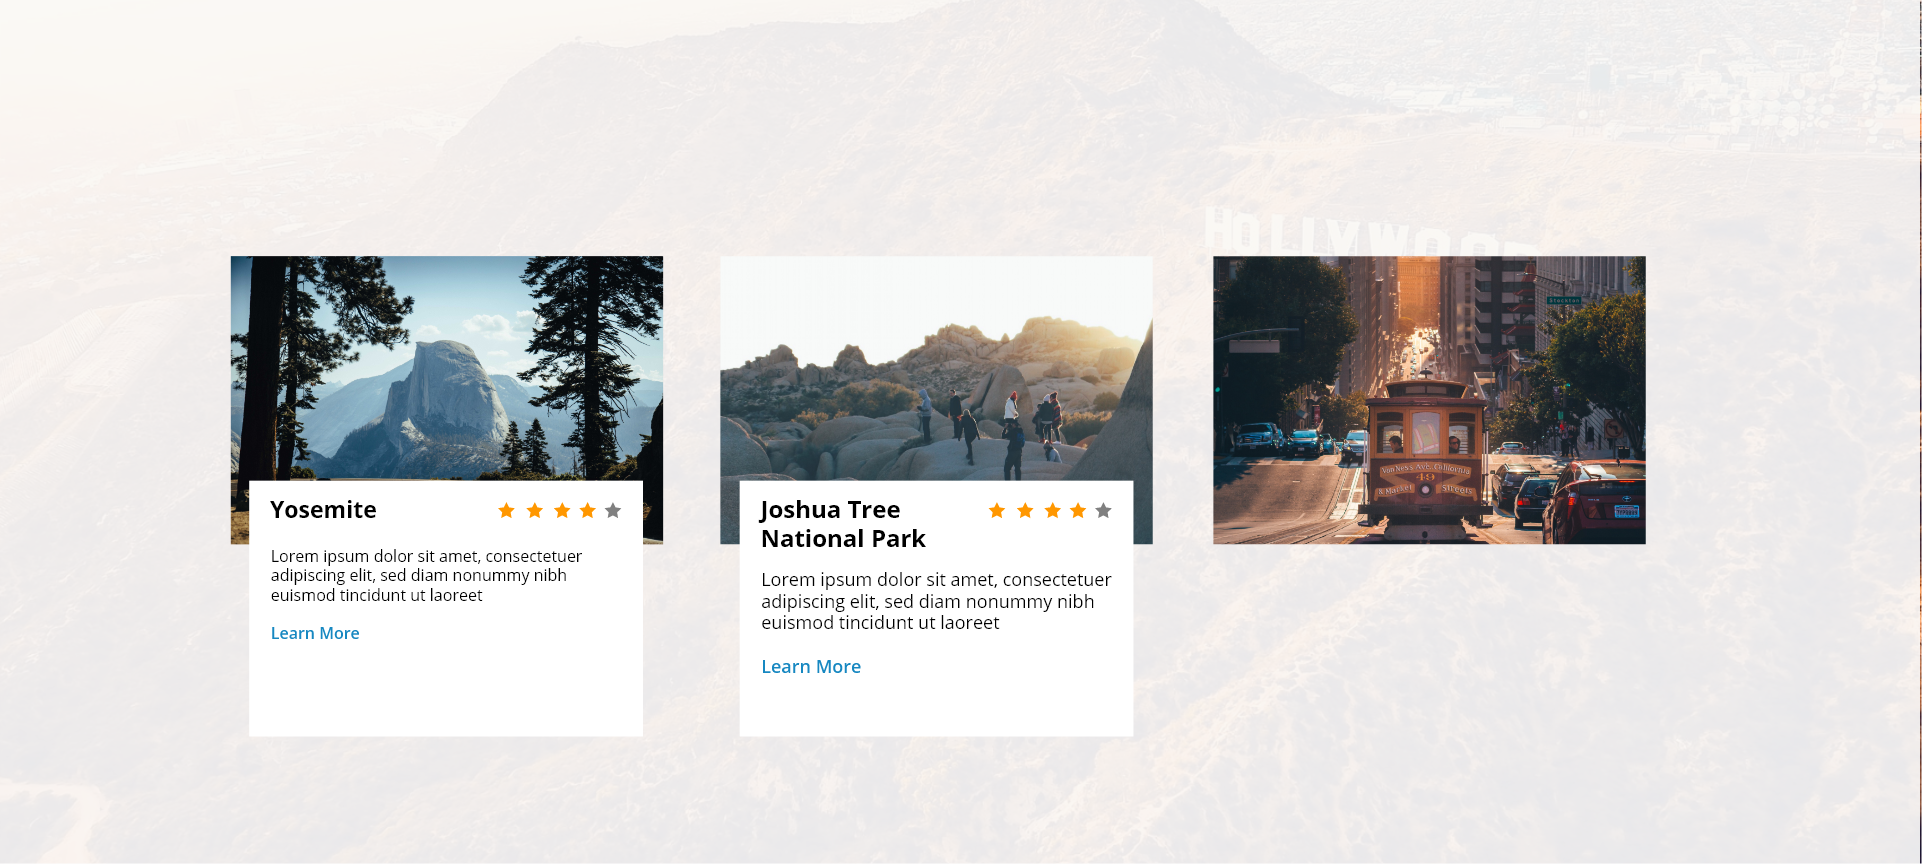 HOLLYWOOD
Yosemite
Lorem ipsum dolor sit amet, consectetuer
adipiscing elit, sed diam nonummy nibh
euismod tincidunt ut laoreet
Learn More
Joshua Tree
National Park
Lorem ipsum dolor sit amet, consectetuer
adipiscing elit, sed diam nonummy nibh
euismod tincidunt ut laoreet
Learn More
Stockton
Van Ness Ave, California
49
& Market Streets